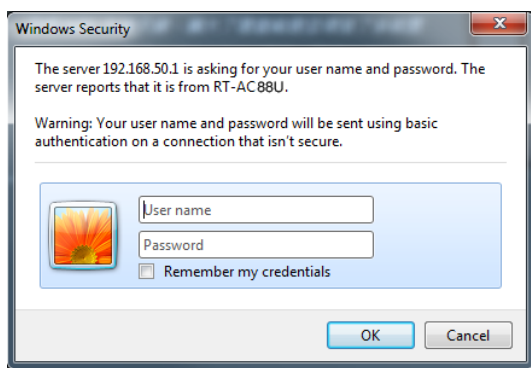 Windows Security
The server 192.168.50.1 is asking for your user name and password. The
server reports that it is from RT-AC88U.
Warning: Your user name and password will be sent using basic
authentication on a connection that isn't secure.
User name
Password
Remember my credentials
OK
Cancel